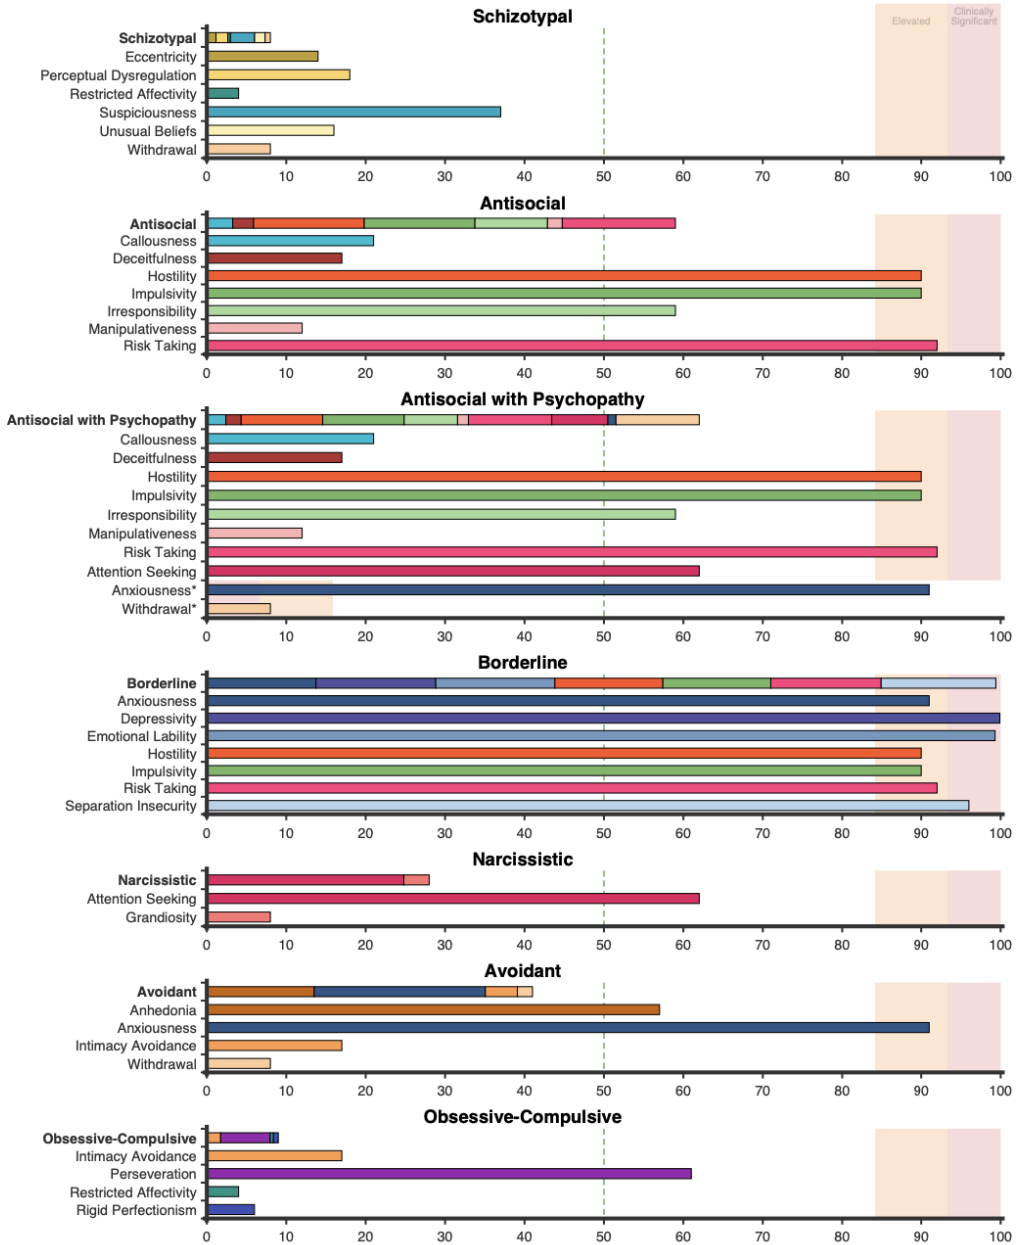 Schizotypal
Elevated
Clinically
Significant
Schizotypal
Eccentricity
Perceptual Dysregulation
Restricted Affectivity
Suspiciousness
Unusual Beliefs
Withdrawal
0 10 20 30 40 50 60 70 80 90 100
Antisocial
Antisocial
Callousness
Deceitfulness
Hostility
Impulsivity
Irresponsibility
Manipulativeness
Risk Taking
0 10 20 30 40 50 60 70 80 90 100
Antisocial with Psychopathy
Antisocial with Psychopathy
Callousness
Deceitfulness
Hostility
Impulsivity
Irresponsibility
Manipulativeness
Risk Taking
Attention Seeking
Anxiousness*
Withdrawal*
0 10 20 30 40 50 60 70 80 90 100
Borderline
Borderline
Anxiousness
Depressivity
Emotional Lability
Hostility
Impulsivity
Risk Taking
Separation Insecurity
0 10 20 30 40 50 60 70 80 90 100
Narcissistic
Narcissistic
Attention Seeking
Grandiosity
0 10 20 30 40 50 60 70 80 90 100
Avoidant
Avoidant
Anhedonia
Anxiousness
Intimacy Avoidance
Withdrawal
0 10 20 30 40 50 60 70 80 90 100
Obsessive-Compulsive
Obsessive-Compulsive
Intimacy Avoidance
Perseveration
Restricted Affectivity
Rigid Perfectionism
0 10 20 30 40 50 60 70 80 90 100